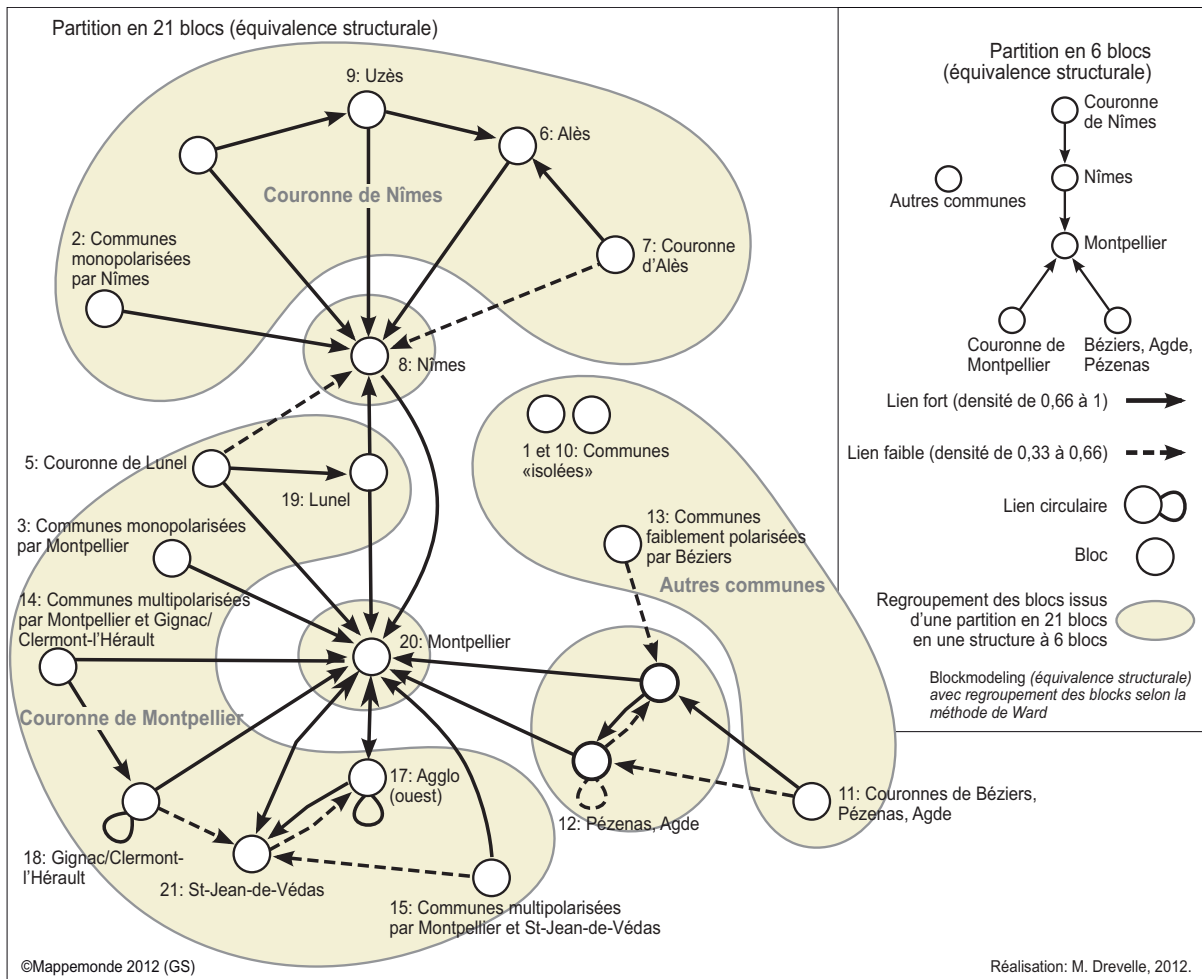 Partition en 21 blocs (équivalence structurale)
9: Uzès
6: Alès
Couronne de Nîmes
2: Communes
monopolarisées
par Nîmes
7: Couronne
d'Alès
8: Nîmes
5: Couronne de Lunel
19: Lunel
1 et 10: Communes
«isolées»
3: Communes monopolarisées
par Montpellier
13: Communes
faiblement polarisées
par Béziers
Autres communes
14: Communes multipolarisées
par Montpellier et Gignac/
Clermont-l'Hérault
20: Montpellier
Couronne de Montpellier
17: Agglo
(ouest)
12: Pézenas, Agde
11: Couronnes de Béziers,
Pézenas, Agde
18: Gignac/Clermont-
l'Hérault
21: St-Jean-de-Védas
15: Communes multipolarisées
par Montpellier et St-Jean-de-Védas
©Mappemonde 2012 (GS)
Partition en 6 blocs
(équivalence structurale)
Couronne
de Nîmes
Nîmes
Autres communes
Montpellier
Couronne de
Montpellier
Béziers, Agde,
Pézenas
Lien fort (densité de 0,66 à 1)
Lien faible (densité de 0,33 à 0,66)
Lien circulaire
Bloc
Regroupement des blocs issus
d'une partition en 21 blocs
en une structure à 6 blocs
Blockmodeling (équivalence structurale)
avec regroupement des blocks selon la
méthode de Ward
Réalisation: M. Drevelle, 2012.